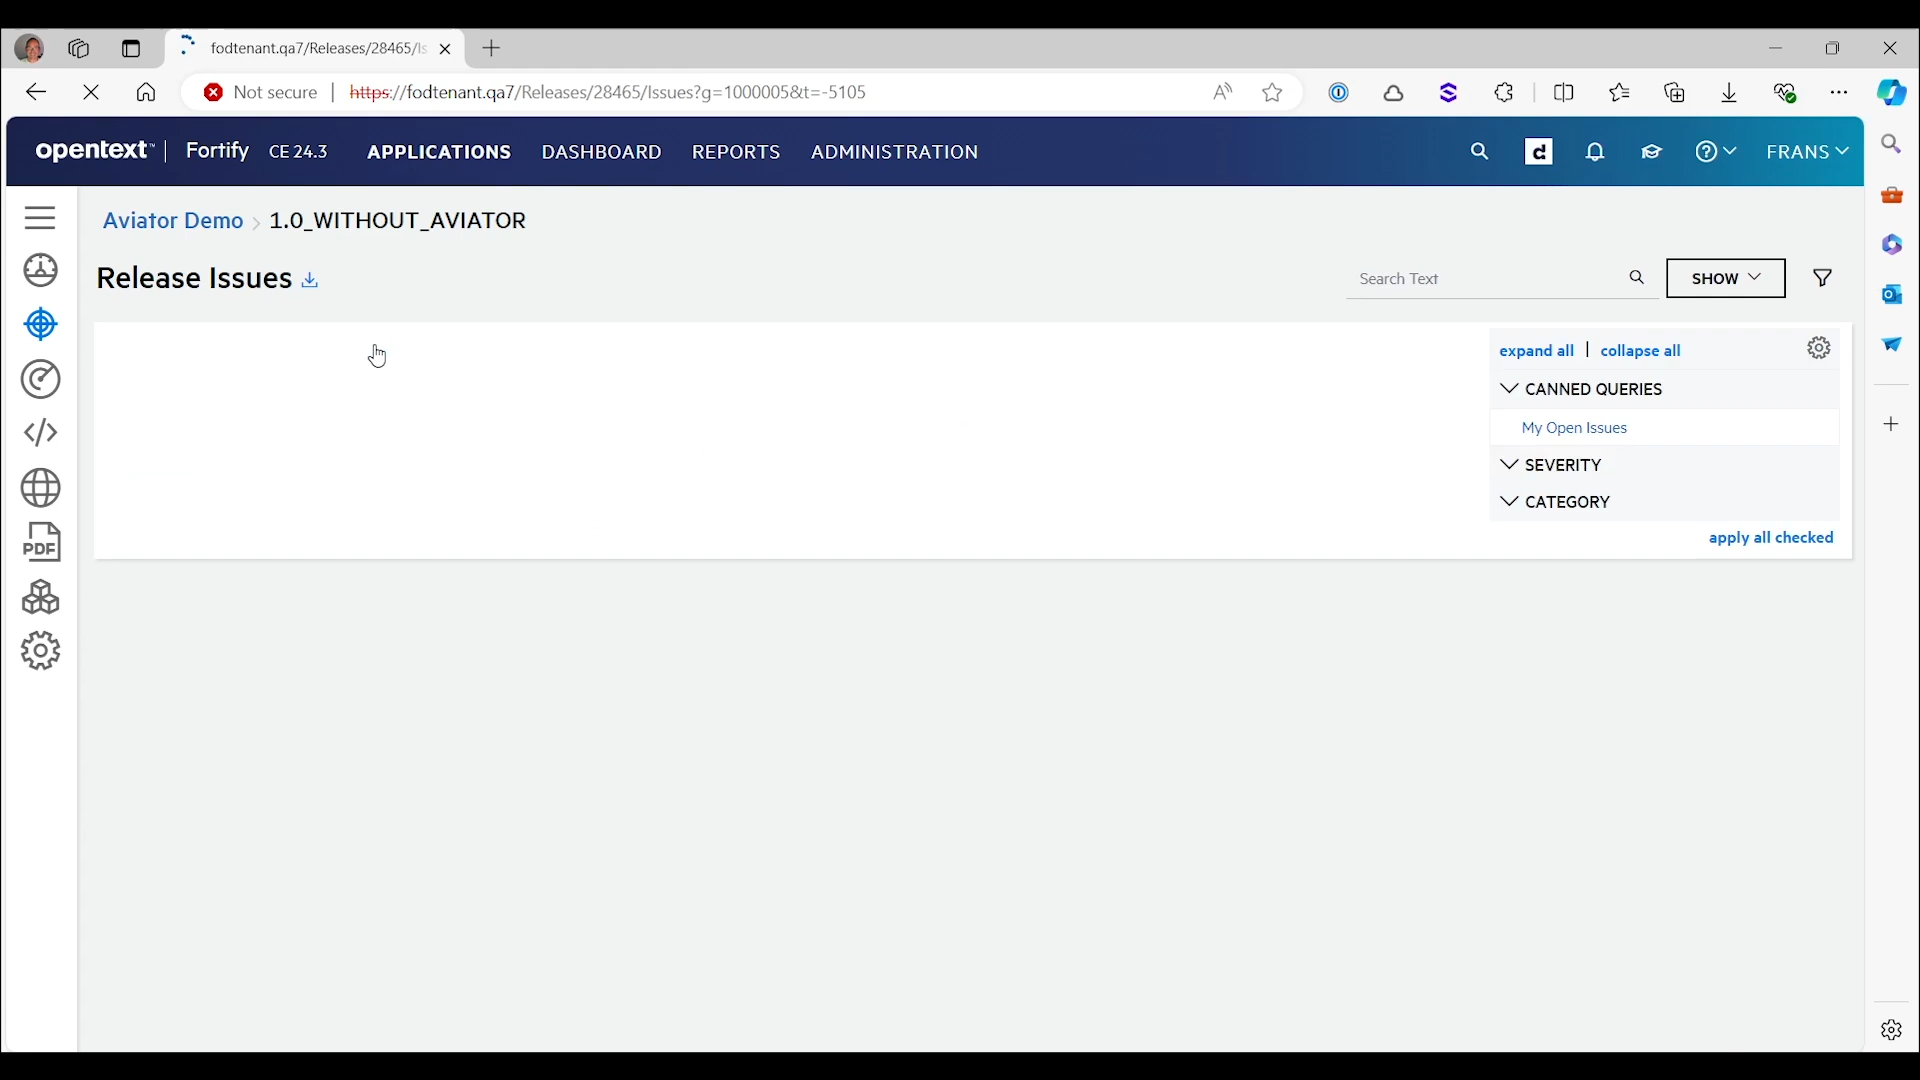 fodtenant.qa7/Releases/28465/Is
Not secure
https://fodtenant.qa7/Releases/28465/Issues?g=1000005&t=-5105
opentext™ Fortify CE 24.3 APPLICATIONS DASHBOARD REPORTS ADMINISTRATION d FRANS
Aviator Demo > 1.0_WITHOUT_AVIATOR
Release Issues
Search Text
SHOW
expand all | collapse all
CANNED QUERIES
My Open Issues
SEVERITY
CATEGORY
apply all checked
PDF